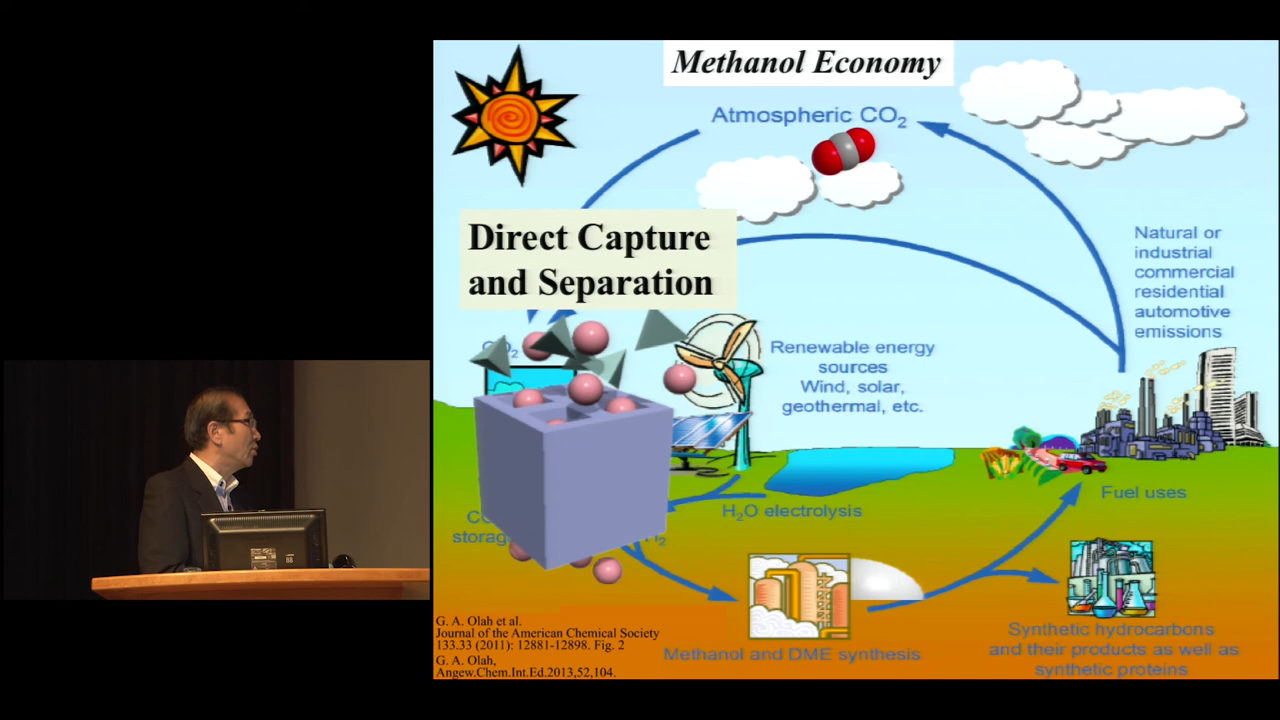 Methanol Economy
Atmospheric CO₂
Direct Capture
and Separation
Natural or
industrial
commercial
residential
automotive
emissions
Renewable energy
sources
Wind, solar,
geothermal, etc.
H₂O electrolysis
Fuel uses
H₂
Methanol and DME synthesis
Synthetic hydrocarbons
and their products as well as
synthetic proteins
G. A. Olah et al.
Journal of the American Chemical Society
133.33 (2011): 12881-12898. Fig. 2
G. A. Olah,
Angew.Chem.Int.Ed.2013,52,104.